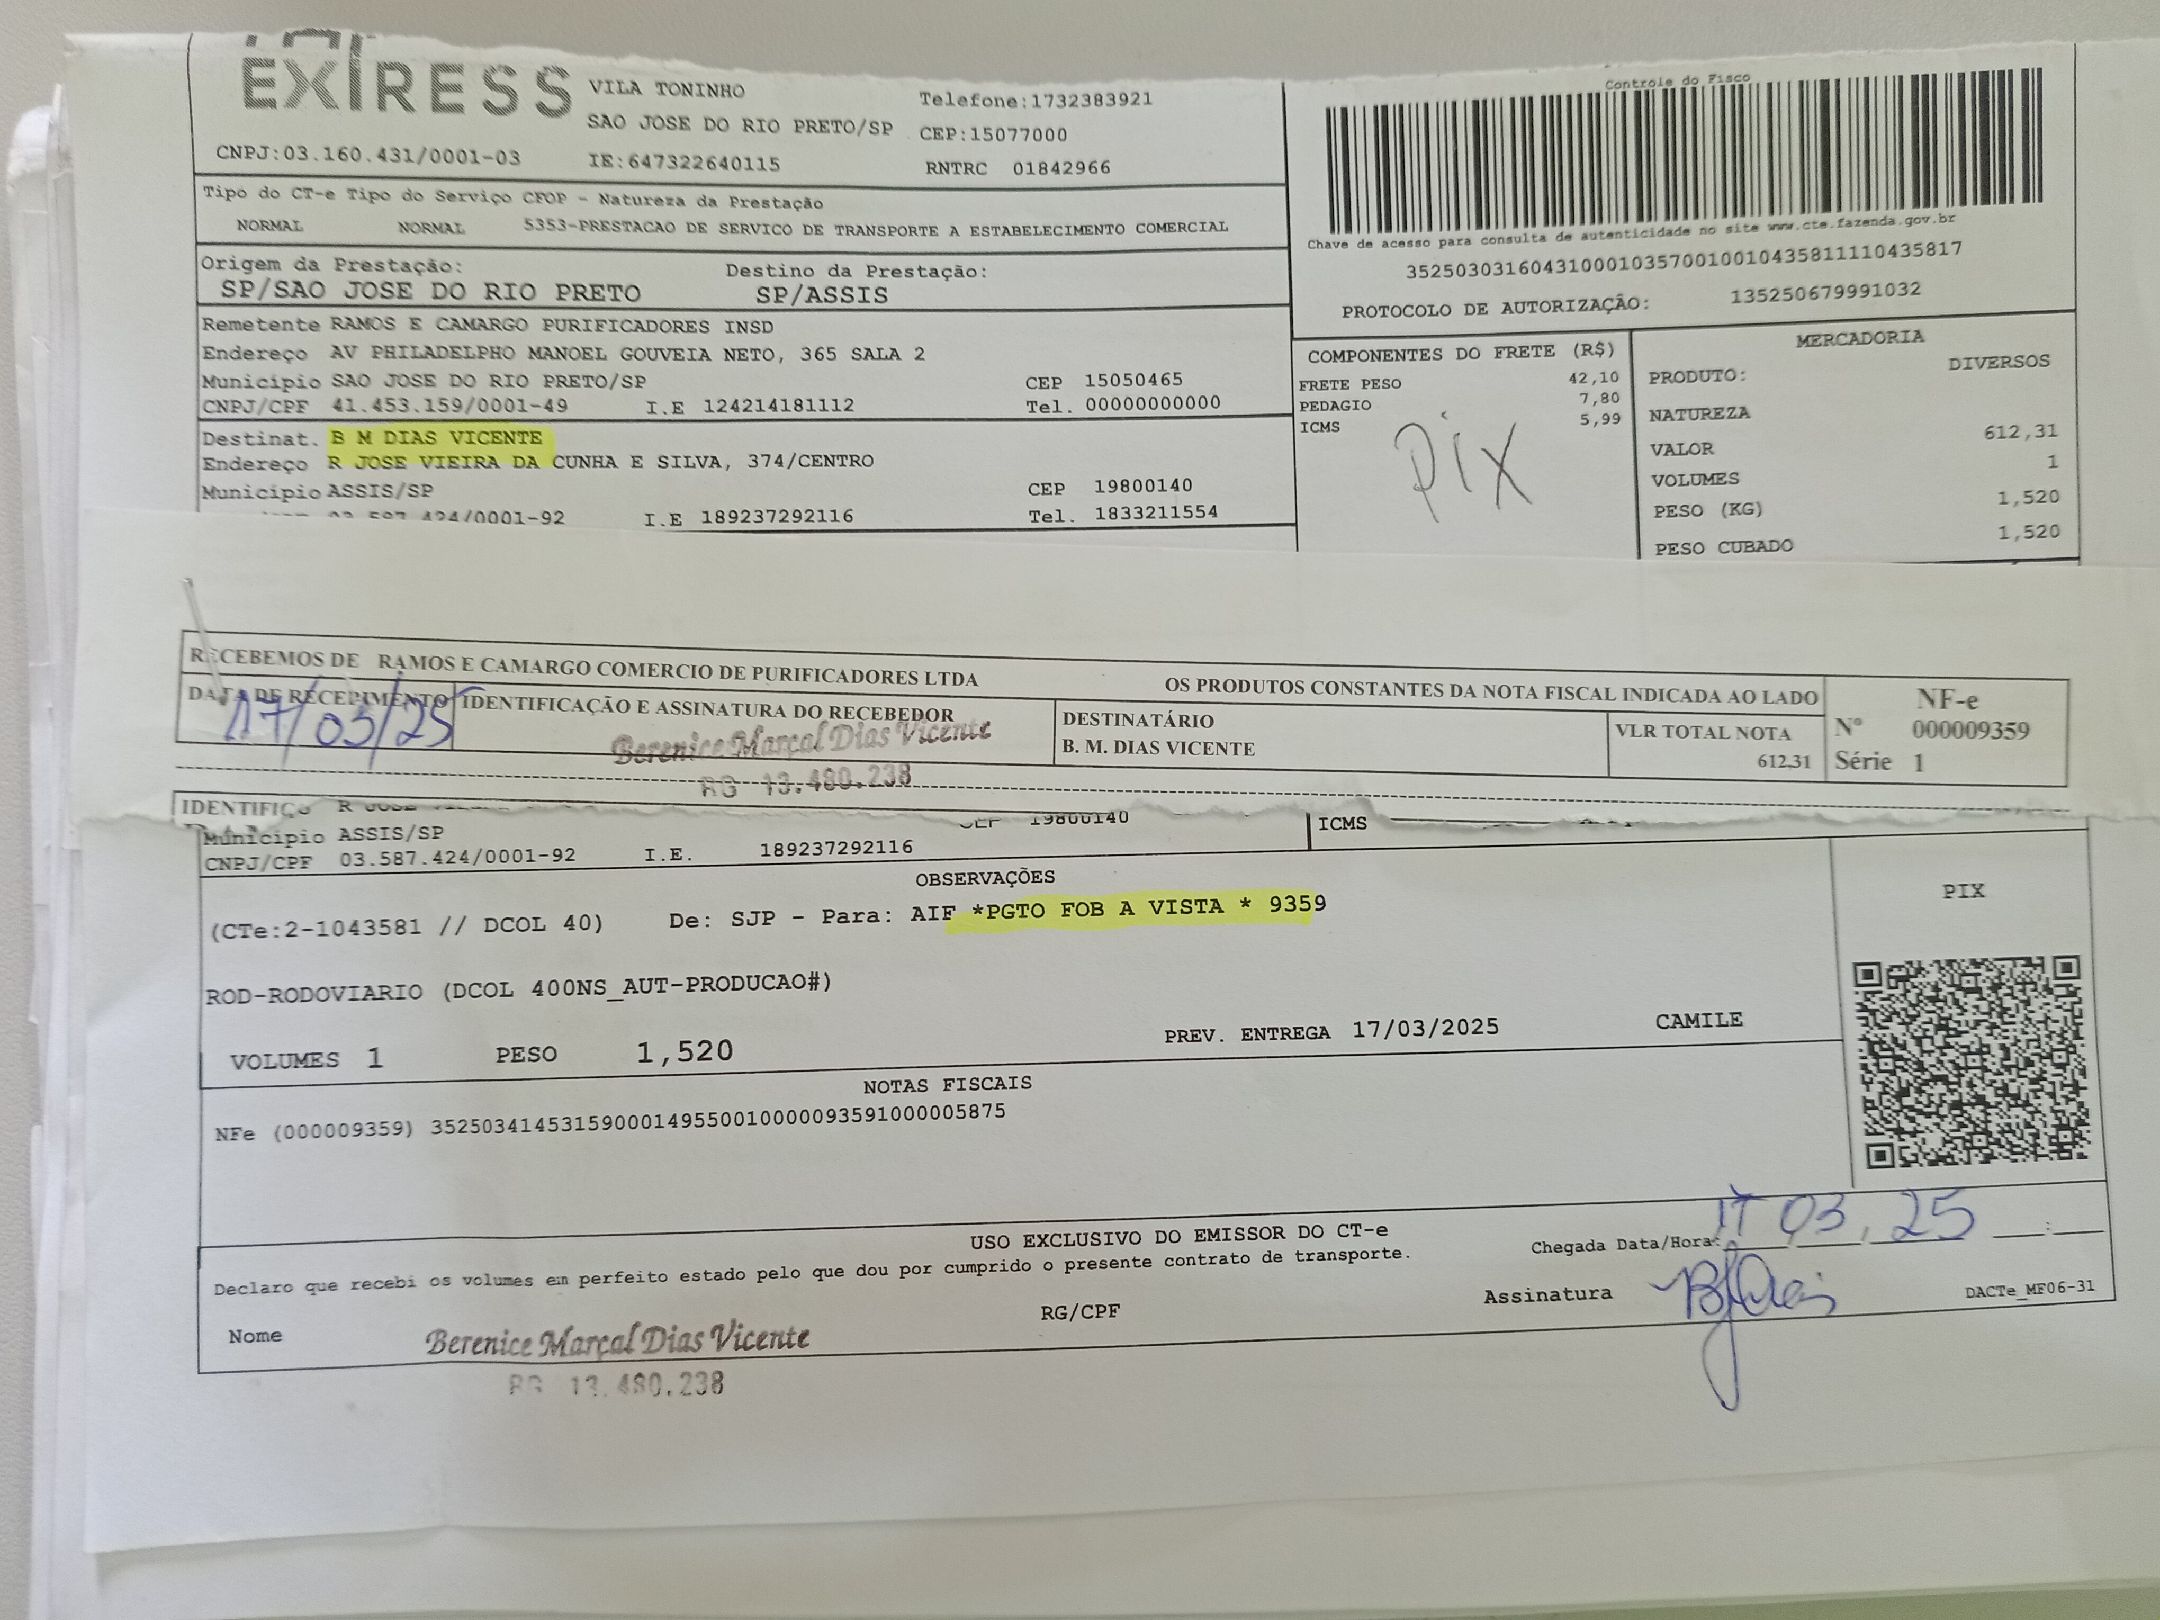 EXPRESS
VILA TONINHO
Telefone:1732383921
SAO JOSE DO RIO PRETO/SP
CEP:15077000
CNPJ:03.160.431/0001-03
IE:647322640115
RNTRC 01842966
Controle do Fisco
Chave de acesso para consulta de autenticidade no site www.cte.fazenda.gov.br
35250303160431000103570010010435811110435817
PROTOCOLO DE AUTORIZAÇÃO: 135250679991032
Tipo do CT-e Tipo do Serviço CFOP - Natureza da Prestação
NORMAL NORMAL 5353-PRESTACAO DE SERVICO DE TRANSPORTE A ESTABELECIMENTO COMERCIAL
Origem da Prestação: Destino da Prestação:
SP/SAO JOSE DO RIO PRETO SP/ASSIS
Remetente RAMOS E CAMARGO PURIFICADORES INSD
Endereço AV PHILADELPHO MANOEL GOUVEIA NETO, 365 SALA 2
Município SAO JOSE DO RIO PRETO/SP CEP 15050465
CNPJ/CPF 41.453.159/0001-49 I.E 124214181112 Tel. 00000000000
Destinat. B M DIAS VICENTE
Endereço R JOSE VIEIRA DA CUNHA E SILVA, 374/CENTRO
Município ASSIS/SP CEP 19800140
03.587.424/0001-92 I.E 189237292116 Tel. 1833211554
COMPONENTES DO FRETE (R$)
FRETE PESO 42,10
PEDAGIO 7,80
ICMS 5,99
Pix
MERCADORIA
PRODUTO: DIVERSOS
NATUREZA
VALOR 612,31
VOLUMES 1
PESO (KG) 1,520
PESO CUBADO 1,520
RECEBEMOS DE RAMOS E CAMARGO COMERCIO DE PURIFICADORES LTDA OS PRODUTOS CONSTANTES DA NOTA FISCAL INDICADA AO LADO
DATA DE RECEBIMENTO
17/03/25
IDENTIFICAÇÃO E ASSINATURA DO RECEBEDOR
Berenice Marçal Dias Vicente
RG 13.480.238
DESTINATÁRIO
B. M. DIAS VICENTE
VLR TOTAL NOTA
612,31
NF-e
Nº 000009359
Série 1
IDENTIFIC
Município ASSIS/SP CEP 19800140
ICMS
CNPJ/CPF 03.587.424/0001-92 I.E. 189237292116
OBSERVAÇÕES
(CTe:2-1043581 // DCOL 40) De: SJP - Para: AIF *PGTO FOB A VISTA * 9359
ROD-RODOVIARIO (DCOL 400NS_AUT-PRODUCAO#)
VOLUMES 1 PESO 1,520 PREV. ENTREGA 17/03/2025 CAMILE
PIX
NOTAS FISCAIS
NFe (000009359) 35250341453159000149550010000093591000005875
USO EXCLUSIVO DO EMISSOR DO CT-e
Declaro que recebi os volumes em perfeito estado pelo que dou por cumprido o presente contrato de transporte.
Chegada Data/Hora: 17 03 25
Nome Berenice Marçal Dias Vicente
RG 13.480.238
RG/CPF
Assinatura
DACTe_MF06-31